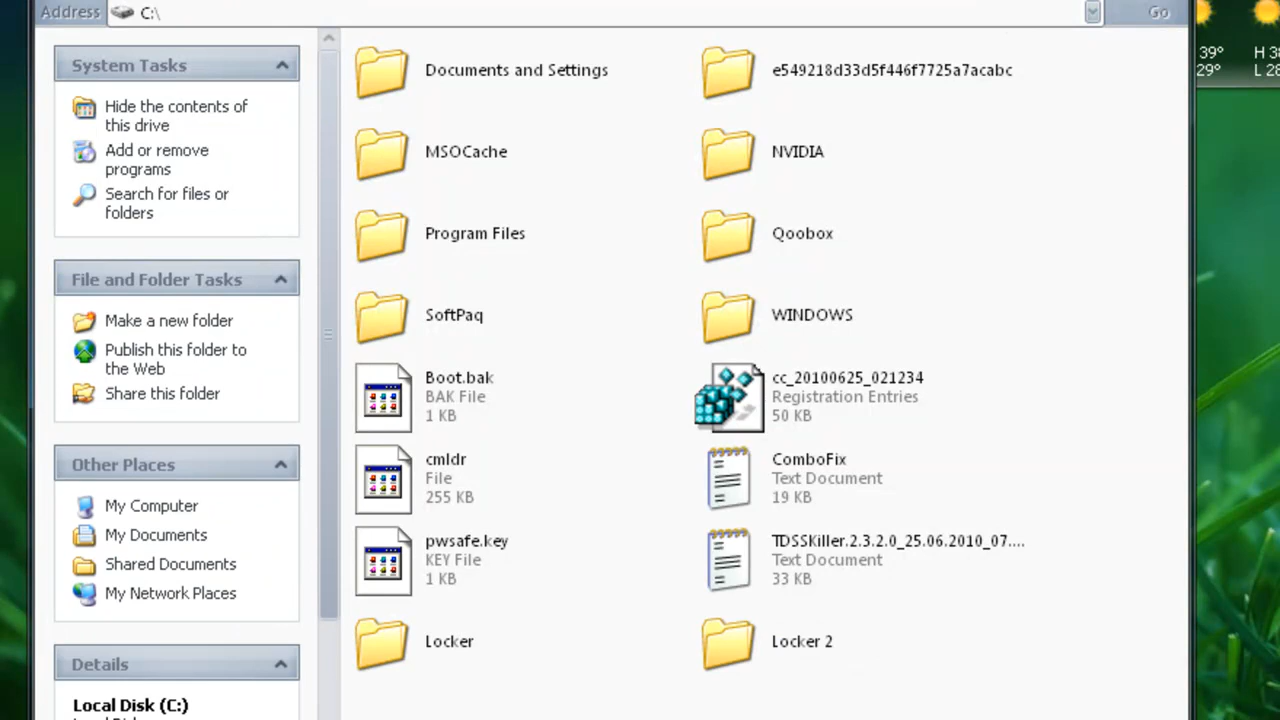 Address C:\ Go
39° H 38
29° L 28
System Tasks
Hide the contents of
this drive
Add or remove
programs
Search for files or
folders
File and Folder Tasks
Make a new folder
Publish this folder to
the Web
Share this folder
Other Places
My Computer
My Documents
Shared Documents
My Network Places
Details
Local Disk (C:)
Documents and Settings
e549218d33d5f446f7725a7acabc
MSOCache
NVIDIA
Program Files
Qoobox
SoftPaq
WINDOWS
Boot.bak
BAK File
1 KB
cc_20100625_021234
Registration Entries
50 KB
cmldr
File
255 KB
ComboFix
Text Document
19 KB
pwsafe.key
KEY File
1 KB
TDSSKiller.2.3.2.0_25.06.2010_07....
Text Document
33 KB
Locker
Locker 2